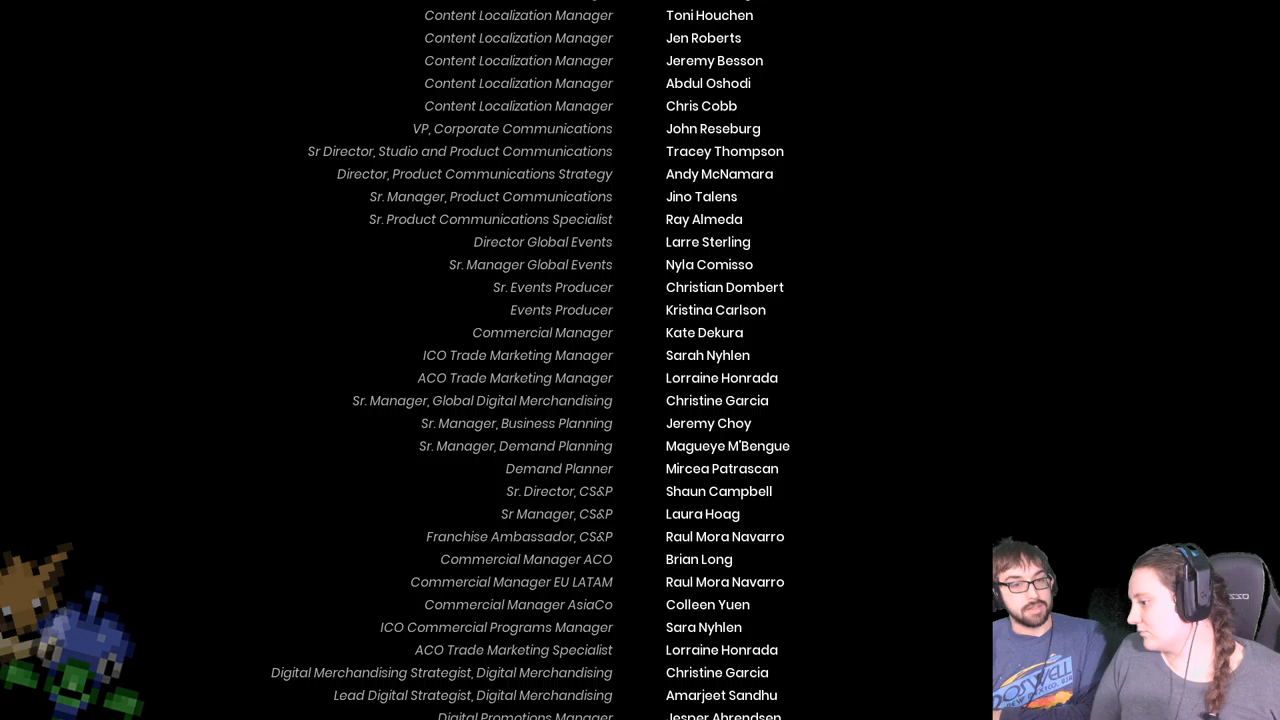 Content Localization Manager Toni Houchen
Content Localization Manager Jen Roberts
Content Localization Manager Jeremy Besson
Content Localization Manager Abdul Oshodi
Content Localization Manager Chris Cobb
VP, Corporate Communications John Reseburg
Sr Director, Studio and Product Communications Tracey Thompson
Director, Product Communications Strategy Andy McNamara
Sr. Manager, Product Communications Jino Talens
Sr. Product Communications Specialist Ray Almeda
Director Global Events Larre Sterling
Sr. Manager Global Events Nyla Comisso
Sr. Events Producer Christian Dombert
Events Producer Kristina Carlson
Commercial Manager Kate Dekura
ICO Trade Marketing Manager Sarah Nyhlen
ACO Trade Marketing Manager Lorraine Honrada
Sr. Manager, Global Digital Merchandising Christine Garcia
Sr. Manager, Business Planning Jeremy Choy
Sr. Manager, Demand Planning Magueye M'Bengue
Demand Planner Mircea Patrascan
Sr. Director, CS&P Shaun Campbell
Sr Manager, CS&P Laura Hoag
Franchise Ambassador, CS&P Raul Mora Navarro
Commercial Manager ACO Brian Long
Commercial Manager EU LATAM Raul Mora Navarro
Commercial Manager AsiaCo Colleen Yuen
ICO Commercial Programs Manager Sara Nyhlen
ACO Trade Marketing Specialist Lorraine Honrada
Digital Merchandising Strategist, Digital Merchandising Christine Garcia
Lead Digital Strategist, Digital Merchandising Amarjeet Sandhu
Digital Promotions Manager Jesper Abrendsen